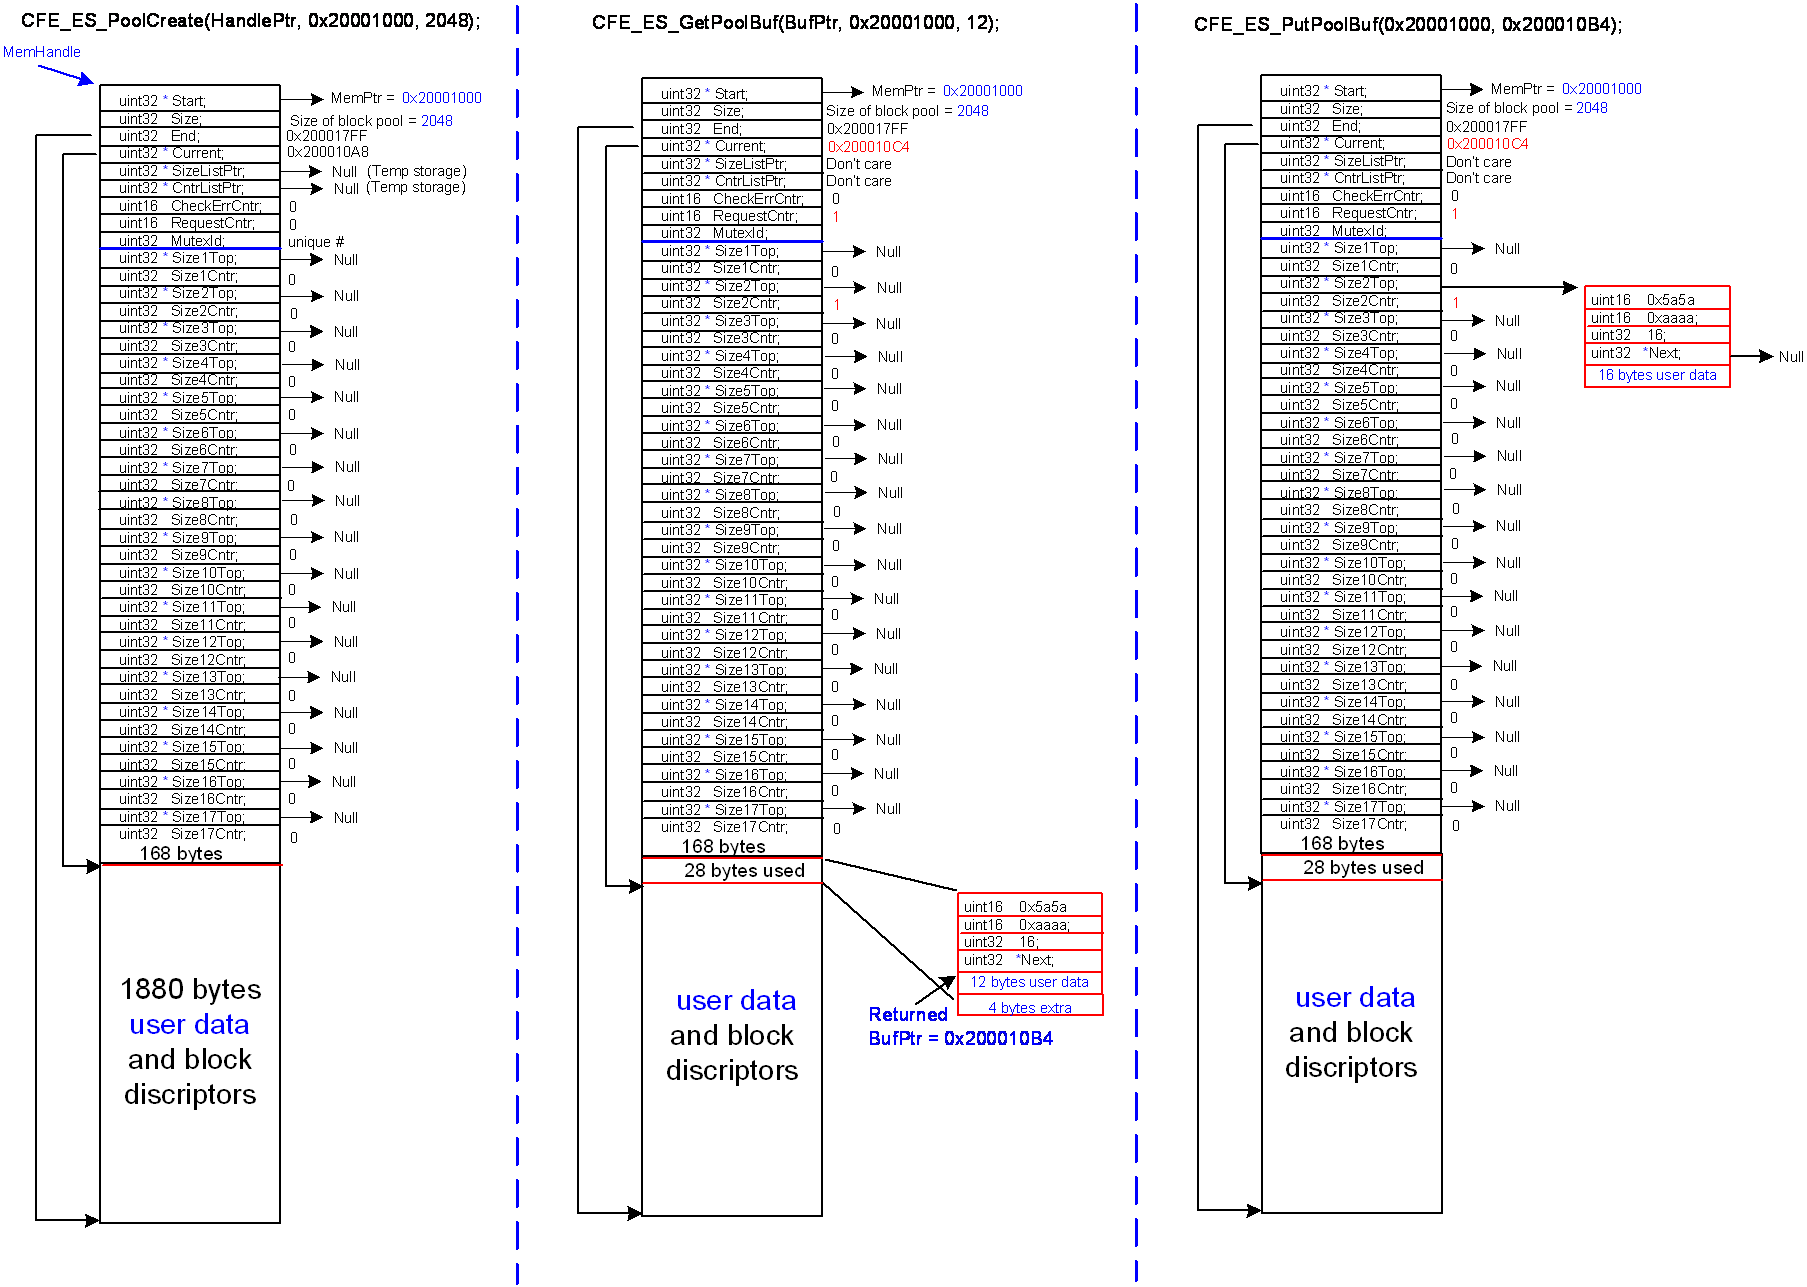 CFE_ES_PoolCreate(HandlePtr, 0x20001000, 2048);
MemHandle
uint32 * Start; MemPtr = 0x20001000
uint32 Size; Size of block pool = 2048
uint32 End; 0x200017FF
uint32 * Current; 0x200010A8
uint32 * SizeListPtr; Null (Temp storage)
uint32 * CntrListPtr; Null (Temp storage)
uint16 CheckErrCntr; 0
uint16 RequestCntr; 0
uint32 MutexId; unique #
uint32 * Size1Top; Null
uint32 Size1Cntr; 0
uint32 * Size2Top; Null
uint32 Size2Cntr; 0
uint32 * Size3Top; Null
uint32 Size3Cntr; 0
uint32 * Size4Top; Null
uint32 Size4Cntr; 0
uint32 * Size5Top; Null
uint32 Size5Cntr; 0
uint32 * Size6Top; Null
uint32 Size6Cntr; 0
uint32 * Size7Top; Null
uint32 Size7Cntr; 0
uint32 * Size8Top; Null
uint32 Size8Cntr; 0
uint32 * Size9Top; Null
uint32 Size9Cntr; 0
uint32 * Size10Top; Null
uint32 Size10Cntr; 0
uint32 * Size11Top; Null
uint32 Size11Cntr; 0
uint32 * Size12Top; Null
uint32 Size12Cntr; 0
uint32 * Size13Top; Null
uint32 Size13Cntr; 0
uint32 * Size14Top; Null
uint32 Size14Cntr; 0
uint32 * Size15Top; Null
uint32 Size15Cntr; 0
uint32 * Size16Top; Null
uint32 Size16Cntr; 0
uint32 * Size17Top; Null
uint32 Size17Cntr; 0
168 bytes
1880 bytes
user data
and block
discriptors
CFE_ES_GetPoolBuf(BufPtr, 0x20001000, 12);
uint32 * Start; MemPtr = 0x20001000
uint32 Size; Size of block pool = 2048
uint32 End; 0x200017FF
uint32 * Current; 0x200010C4
uint32 * SizeListPtr; Don't care
uint32 * CntrListPtr; Don't care
uint16 CheckErrCntr; 0
uint16 RequestCntr; 1
uint32 MutexId;
uint32 * Size1Top; Null
uint32 Size1Cntr; 0
uint32 * Size2Top; Null
uint32 Size2Cntr; 1
uint32 * Size3Top; Null
uint32 Size3Cntr; 0
uint32 * Size4Top; Null
uint32 Size4Cntr; 0
uint32 * Size5Top; Null
uint32 Size5Cntr; 0
uint32 * Size6Top; Null
uint32 Size6Cntr; 0
uint32 * Size7Top; Null
uint32 Size7Cntr; 0
uint32 * Size8Top; Null
uint32 Size8Cntr; 0
uint32 * Size9Top; Null
uint32 Size9Cntr; 0
uint32 * Size10Top; Null
uint32 Size10Cntr; 0
uint32 * Size11Top; Null
uint32 Size11Cntr; 0
uint32 * Size12Top; Null
uint32 Size12Cntr; 0
uint32 * Size13Top; Null
uint32 Size13Cntr; 0
uint32 * Size14Top; Null
uint32 Size14Cntr; 0
uint32 * Size15Top; Null
uint32 Size15Cntr; 0
uint32 * Size16Top; Null
uint32 Size16Cntr; 0
uint32 * Size17Top; Null
uint32 Size17Cntr; 0
168 bytes
28 bytes used
uint16 0x5a5a
uint16 0xaaaa;
uint32 16;
uint32 *Next;
12 bytes user data
4 bytes extra
Returned
BufPtr = 0x200010B4
user data
and block
discriptors
CFE_ES_PutPoolBuf(0x20001000, 0x200010B4);
uint32 * Start; MemPtr = 0x20001000
uint32 Size; Size of block pool = 2048
uint32 End; 0x200017FF
uint32 * Current; 0x200010C4
uint32 * SizeListPtr; Don't care
uint32 * CntrListPtr; Don't care
uint16 CheckErrCntr; 0
uint16 RequestCntr; 1
uint32 MutexId;
uint32 * Size1Top; Null
uint32 Size1Cntr; 0
uint32 * Size2Top;
uint32 Size2Cntr; 1
uint32 * Size3Top; Null
uint32 Size3Cntr; 0
uint32 * Size4Top; Null
uint32 Size4Cntr; 0
uint32 * Size5Top; Null
uint32 Size5Cntr; 0
uint32 * Size6Top; Null
uint32 Size6Cntr; 0
uint32 * Size7Top; Null
uint32 Size7Cntr; 0
uint32 * Size8Top; Null
uint32 Size8Cntr; 0
uint32 * Size9Top; Null
uint32 Size9Cntr; 0
uint32 * Size10Top; Null
uint32 Size10Cntr; 0
uint32 * Size11Top; Null
uint32 Size11Cntr; 0
uint32 * Size12Top; Null
uint32 Size12Cntr; 0
uint32 * Size13Top; Null
uint32 Size13Cntr; 0
uint32 * Size14Top; Null
uint32 Size14Cntr; 0
uint32 * Size15Top; Null
uint32 Size15Cntr; 0
uint32 * Size16Top; Null
uint32 Size16Cntr; 0
uint32 * Size17Top; Null
uint32 Size17Cntr; 0
168 bytes
28 bytes used
uint16 0x5a5a
uint16 0xaaaa;
uint32 16;
uint32 *Next; Null
16 bytes user data
user data
and block
discriptors